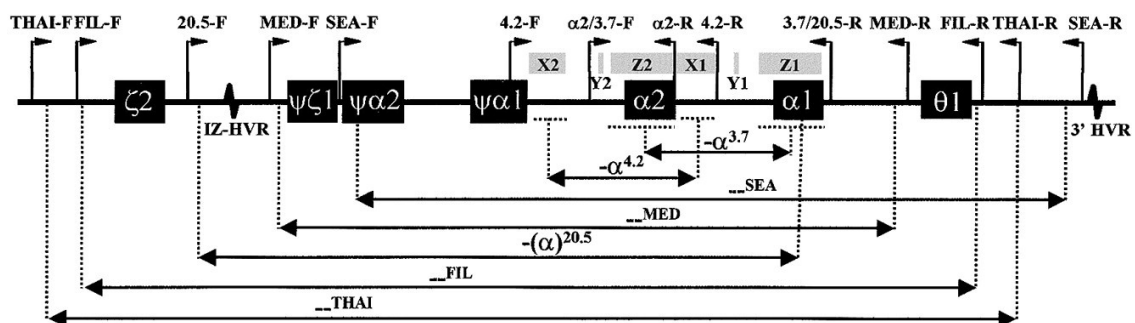 THAI-F FIL-F 20.5-F MED-F SEA-F 4.2-F α2/3.7-F α2-R 4.2-R 3.7/20.5-R MED-R FIL-R THAI-R SEA-R
X2 Y2 Z2 X1 Y1 Z1
ζ2 ψζ1 ψα2 ψα1 α2 α1 θ1
IZ-HVR 3' HVR
-α3.7
-α4.2
--SEA
--MED
-(α)20.5
--FIL
--THAI